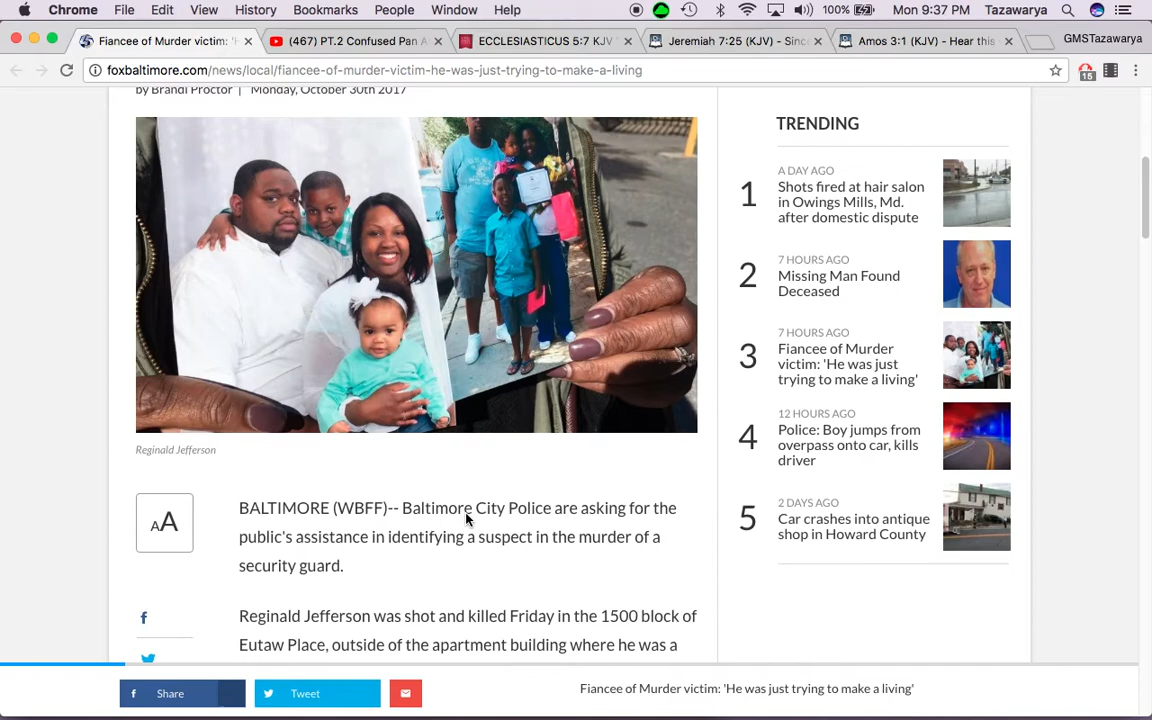 Chrome File Edit View History Bookmarks People Window Help 100% Mon 9:37 PM Tazawarya
Fiancee of Murder victim: 'H
(467) PT.2 Confused Pan A
ECCLESIASTICUS 5:7 KJV
Jeremiah 7:25 (KJV) - Since
Amos 3:1 (KJV) - Hear this
GMSTazawarya
foxbaltimore.com/news/local/fiancee-of-murder-victim-he-was-just-trying-to-make-a-living
15
by Brandi Proctor | Monday, October 30th 2017
Reginald Jefferson
AA
BALTIMORE (WBFF)-- Baltimore City Police are asking for the
public's assistance in identifying a suspect in the murder of a
security guard.
Reginald Jefferson was shot and killed Friday in the 1500 block of
Eutaw Place, outside of the apartment building where he was a
TRENDING
1
A DAY AGO
Shots fired at hair salon
in Owings Mills, Md.
after domestic dispute
2
7 HOURS AGO
Missing Man Found
Deceased
3
7 HOURS AGO
Fiancee of Murder
victim: 'He was just
trying to make a living'
4
12 HOURS AGO
Police: Boy jumps from
overpass onto car, kills
driver
5
2 DAYS AGO
Car crashes into antique
shop in Howard County
Share
Tweet
Fiancee of Murder victim: 'He was just trying to make a living'